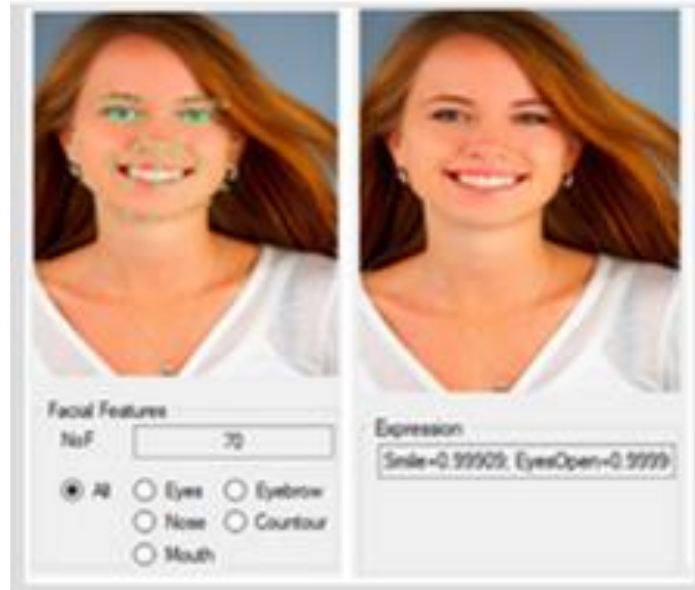 Facial Features
NoF 70
All Eyes Eyebrow
Nose Countour
Mouth
Expression
Smile=0.99909; EyesOpen=0.9999